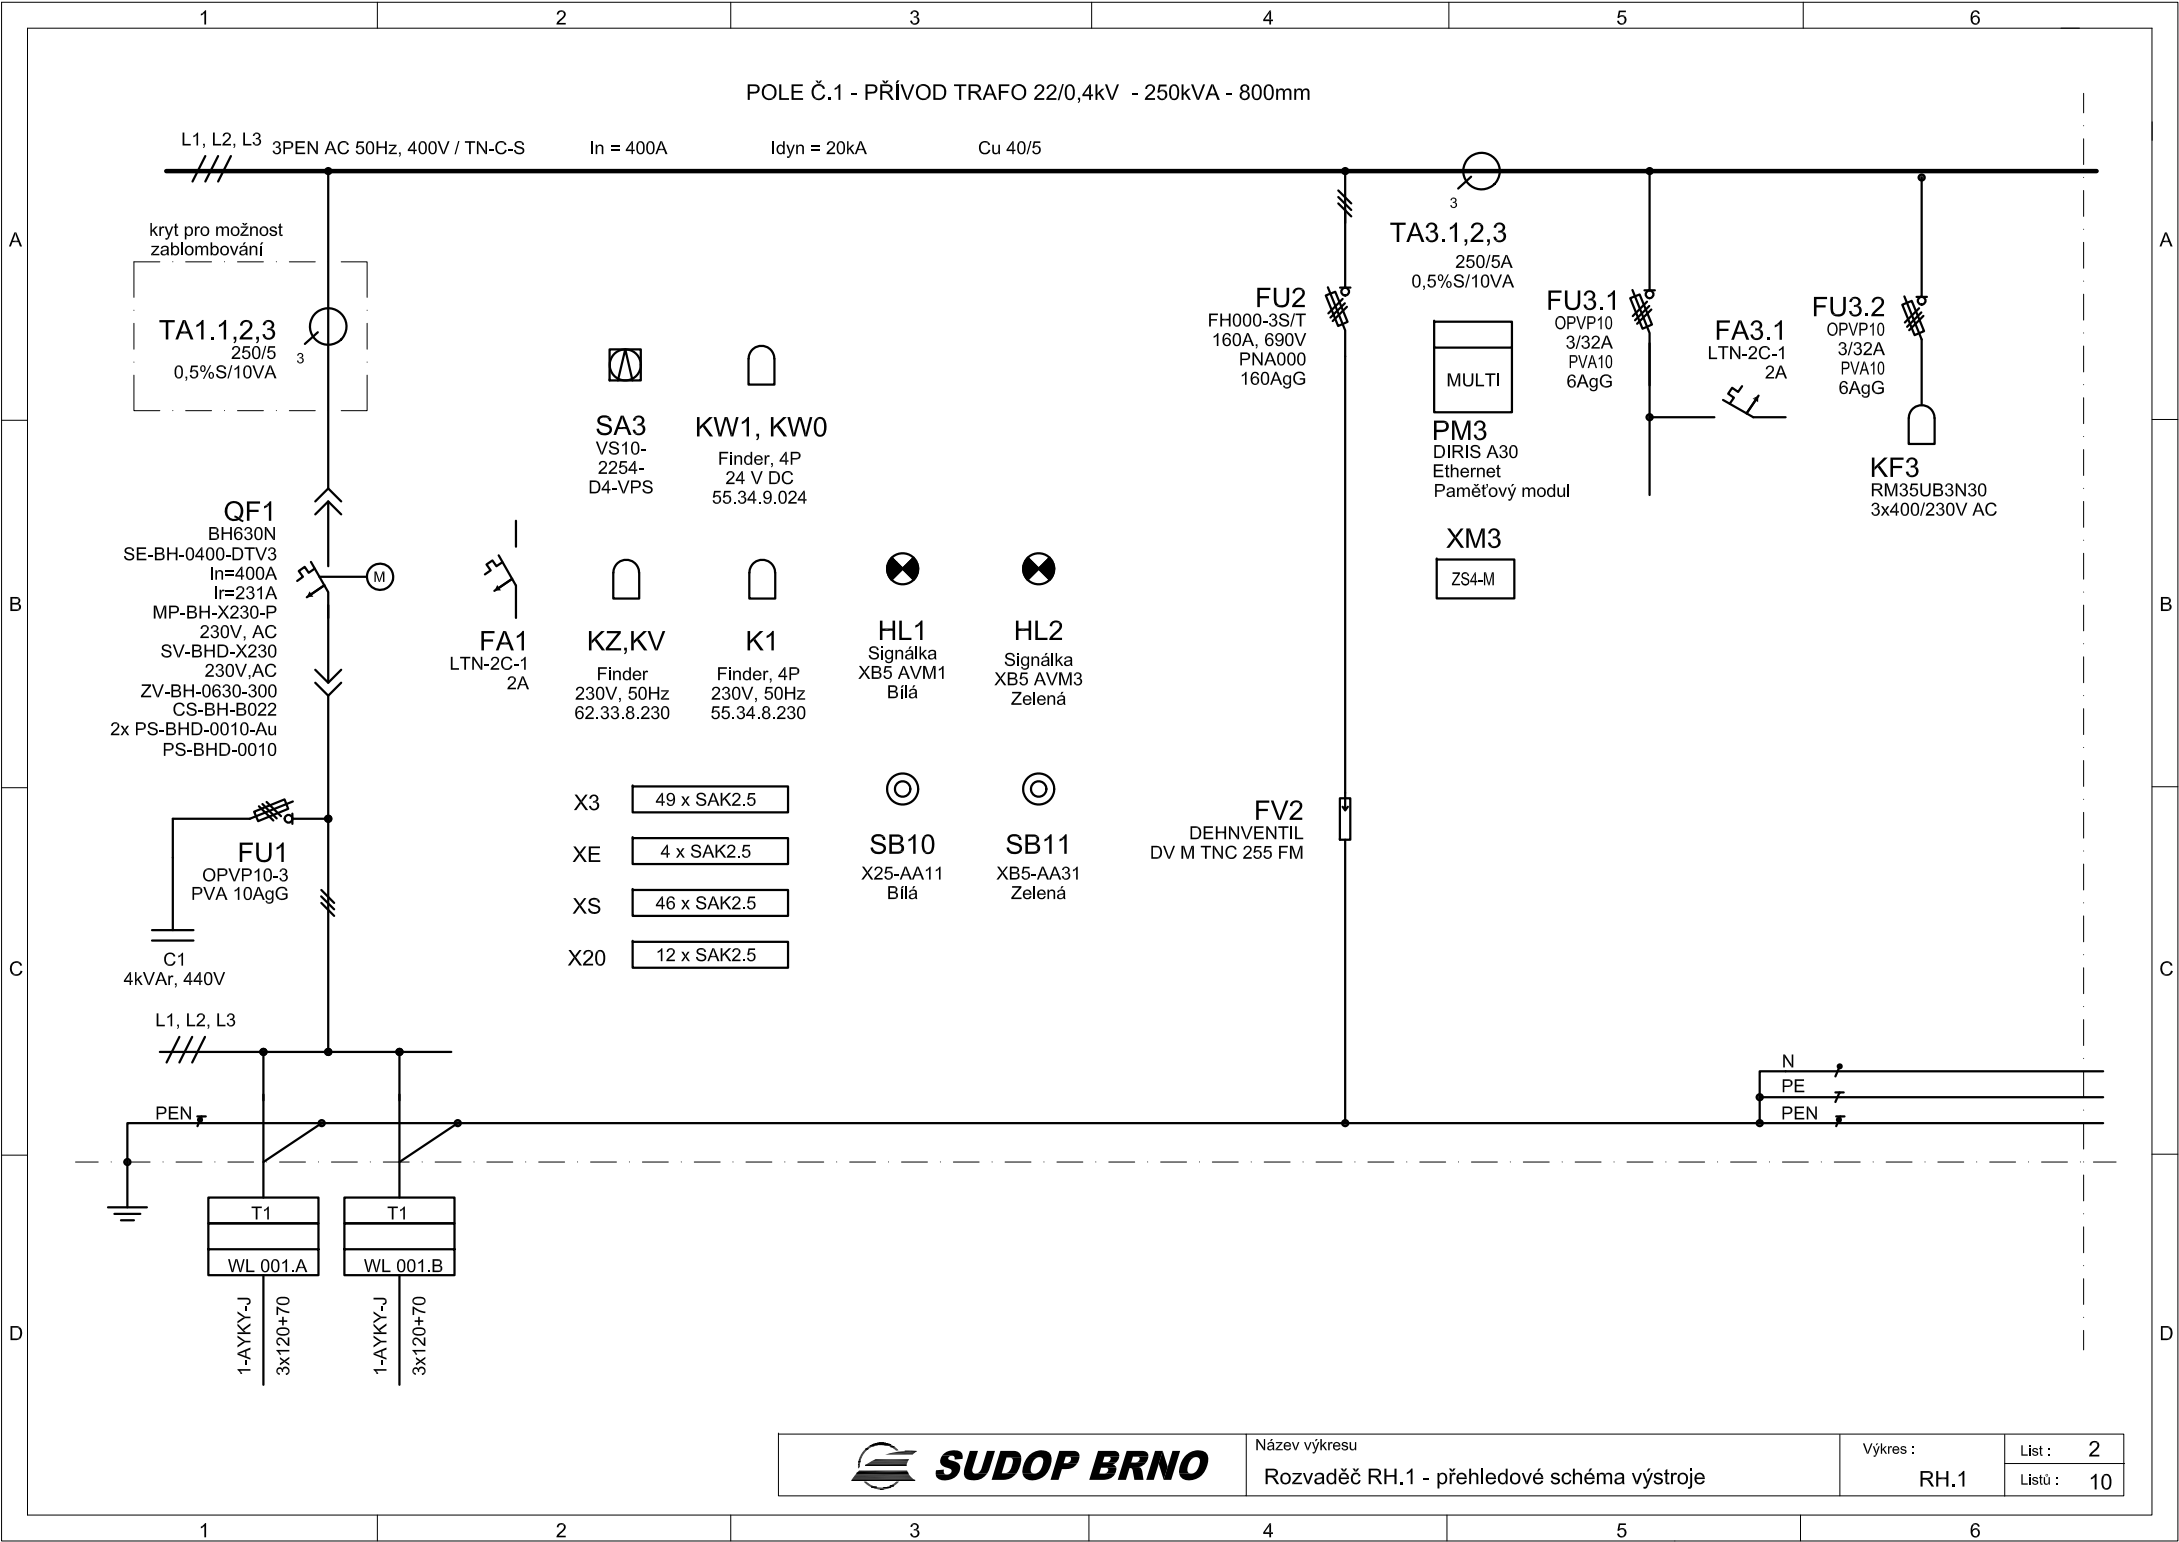 1 2 3 4 5 6
POLE Č.1 - PŘÍVOD TRAFO 22/0,4kV - 250kVA - 800mm
L1, L2, L3 3PEN AC 50Hz, 400V / TN-C-S In = 400A Idyn = 20kA Cu 40/5
A
A
kryt pro možnost
zablombování
TA1.1,2,3
250/5
0,5%S/10VA
3
SA3
VS10-
2254-
D4-VPS
KW1, KW0
Finder, 4P
24 V DC
55.34.9.024
FU2
FH000-3S/T
160A, 690V
PNA000
160AgG
3
TA3.1,2,3
250/5A
0,5%S/10VA
MULTI
PM3
DIRIS A30
Ethernet
Paměťový modul
XM3
ZS4-M
FU3.1
OPVP10
3/32A
PVA10
6AgG
FA3.1
LTN-2C-1
2A
FU3.2
OPVP10
3/32A
PVA10
6AgG
KF3
RM35UB3N30
3x400/230V AC
B
B
QF1
BH630N
SE-BH-0400-DTV3
In=400A
Ir=231A
MP-BH-X230-P
230V, AC
SV-BHD-X230
230V,AC
ZV-BH-0630-300
CS-BH-B022
2x PS-BHD-0010-Au
PS-BHD-0010
M
FA1
LTN-2C-1
2A
KZ,KV
Finder
230V, 50Hz
62.33.8.230
K1
Finder, 4P
230V, 50Hz
55.34.8.230
HL1
Signálka
XB5 AVM1
Bílá
HL2
Signálka
XB5 AVM3
Zelená
X3 49 x SAK2.5
XE 4 x SAK2.5
XS 46 x SAK2.5
X20 12 x SAK2.5
SB10
X25-AA11
Bílá
SB11
XB5-AA31
Zelená
FV2
DEHNVENTIL
DV M TNC 255 FM
FU1
OPVP10-3
PVA 10AgG
C
C
C1
4kVAr, 440V
L1, L2, L3
PEN
N
PE
PEN
T1
WL 001.A
1-AYKY-J
3x120+70
T1
WL 001.B
1-AYKY-J
3x120+70
D
D
SUDOP BRNO
Název výkresu
Rozvaděč RH.1 - přehledové schéma výstroje
Výkres :
RH.1
List : 2
Listů : 10
1 2 3 4 5 6